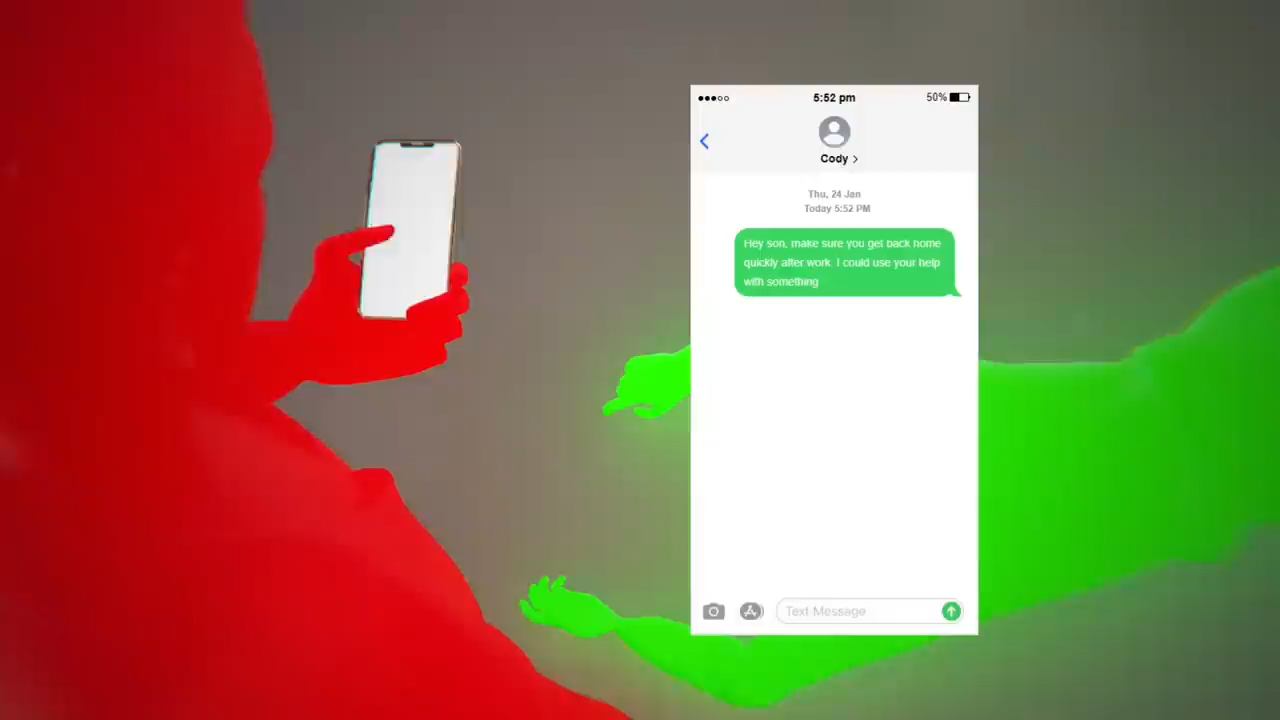 5:52 pm
50%
Cody
Thu, 24 Jan
Today 5:52 PM
Hey son, make sure you get back home
quickly after work. I could use your help
with something
Text Message